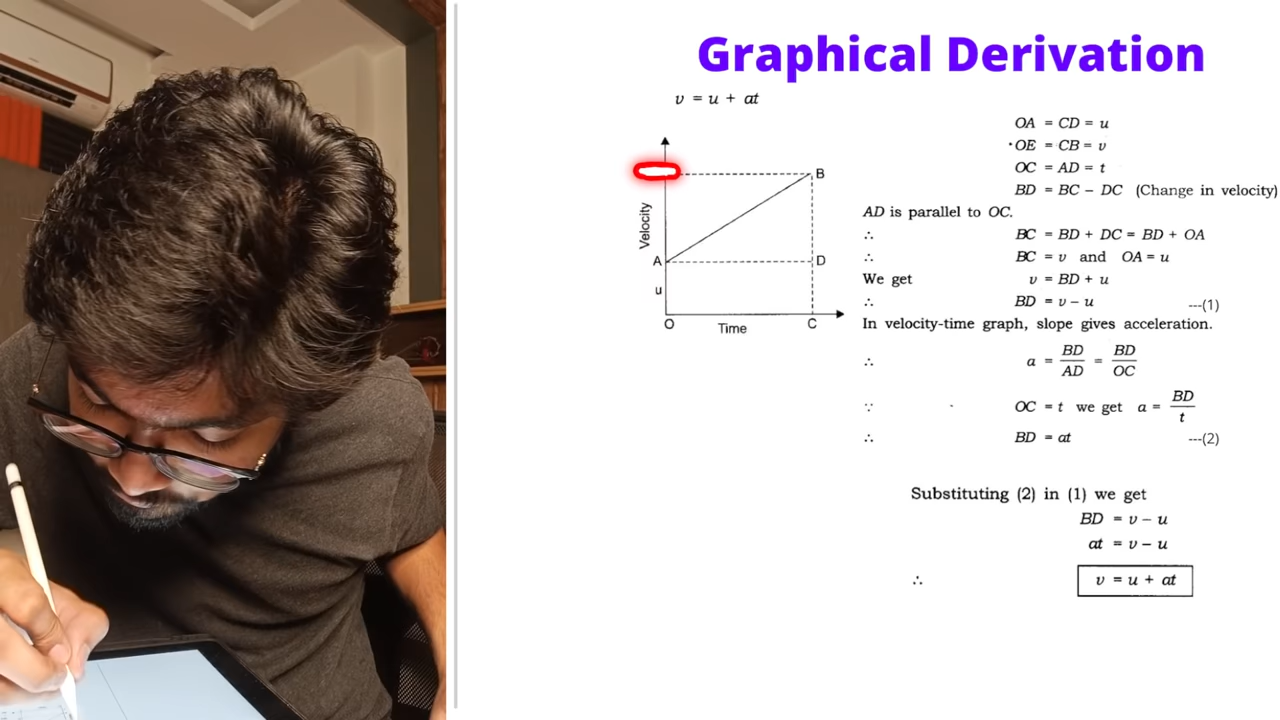 Graphical Derivation
v = u + at
B
Velocity
A
D
u
O
Time
C
OA = CD = u
OE = CB = v
OC = AD = t
BD = BC – DC (Change in velocity)
AD is parallel to OC.
∴ BC = BD + DC = BD + OA
∴ BC = v and OA = u
We get v = BD + u
∴ BD = v – u ---(1)
In velocity-time graph, slope gives acceleration.
∴ a = BD/AD = BD/OC
∵ OC = t we get a = BD/t
∴ BD = at ---(2)
Substituting (2) in (1) we get
BD = v – u
at = v – u
∴ v = u + at